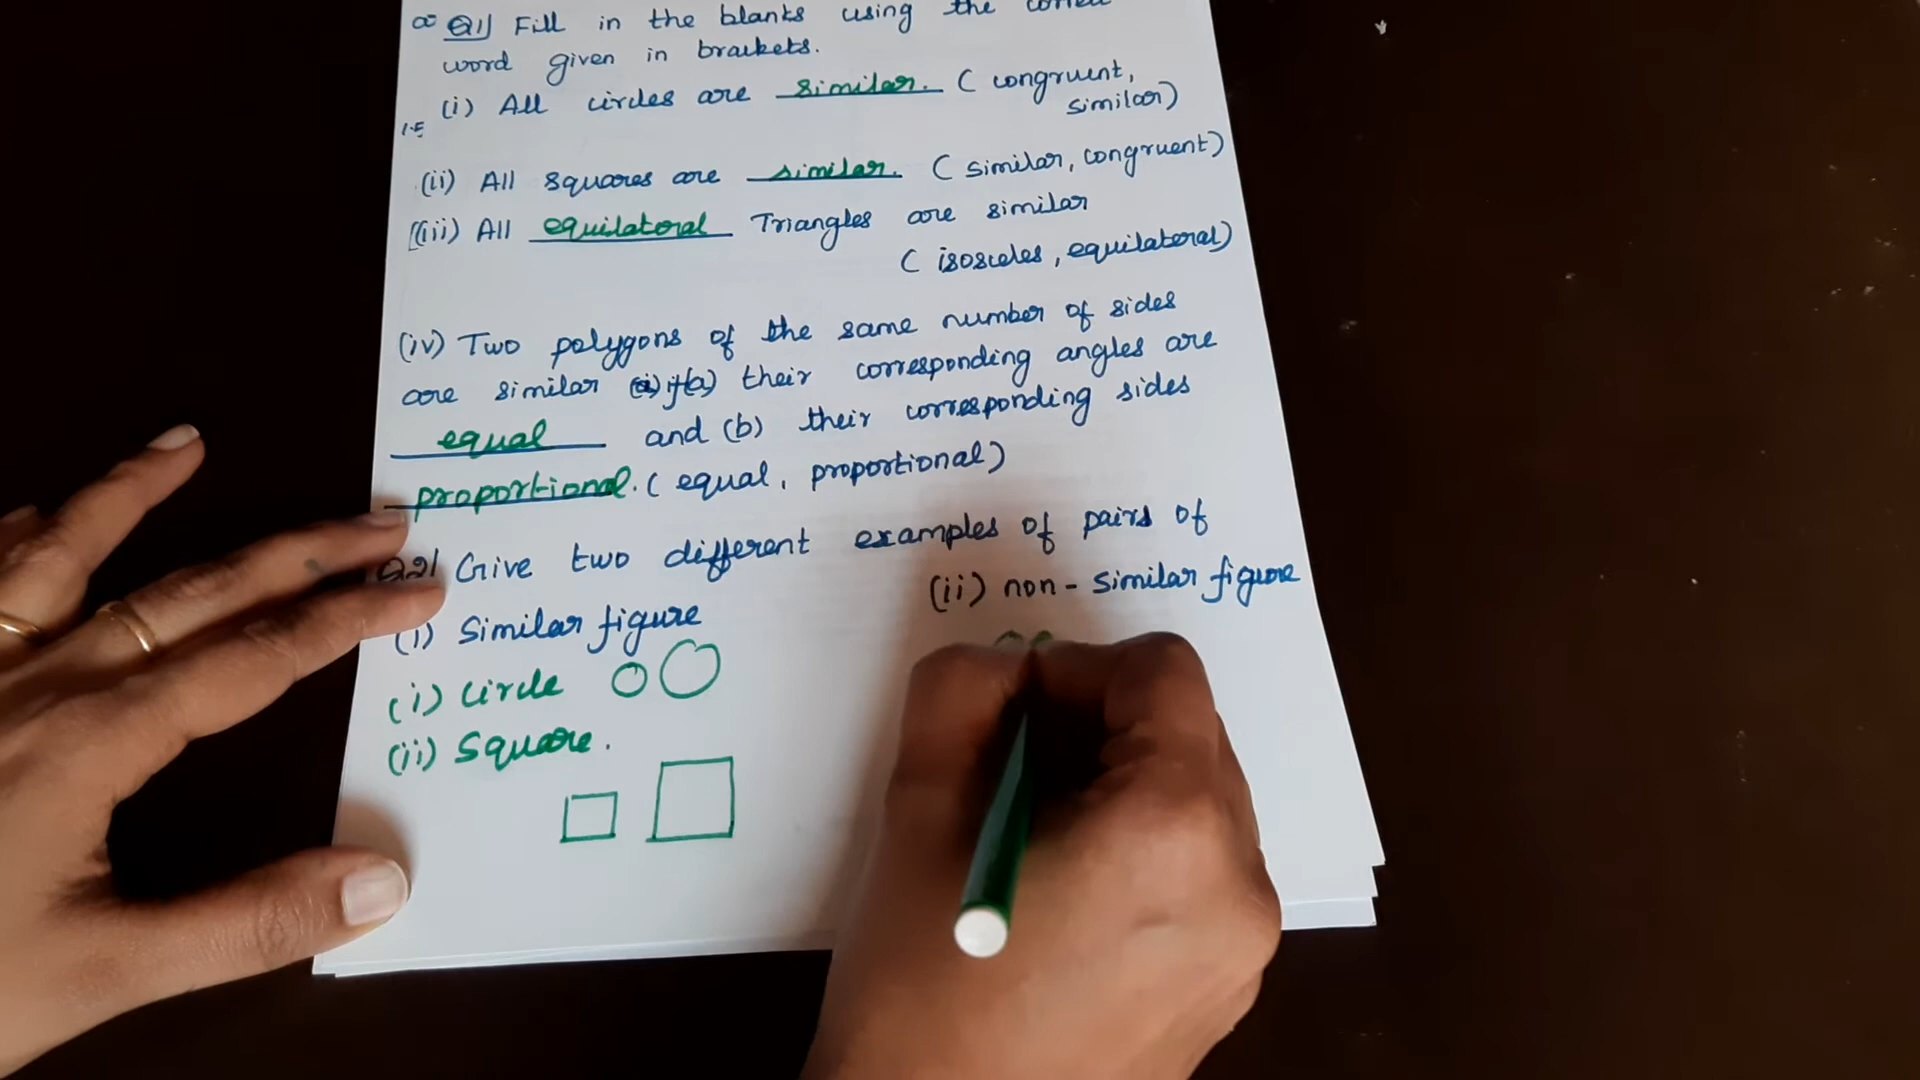 Q1) Fill in the blanks using the
word given in brackets.
(i) All circles are similar. (congruent,
similar)
(ii) All squares are similar. (similar, congruent)
(iii) All equilatoral Triangles are similar
(isosceles, equilateral)
(iv) Two polygons of the same number of sides
are similar if (a) their corresponding angles are
equal and (b) their corresponding sides
proportional. (equal, proportional)
Q2) Give two different examples of pairs of
(i) Similar figure (ii) non-similar figure
(i) Circle
(ii) Square.